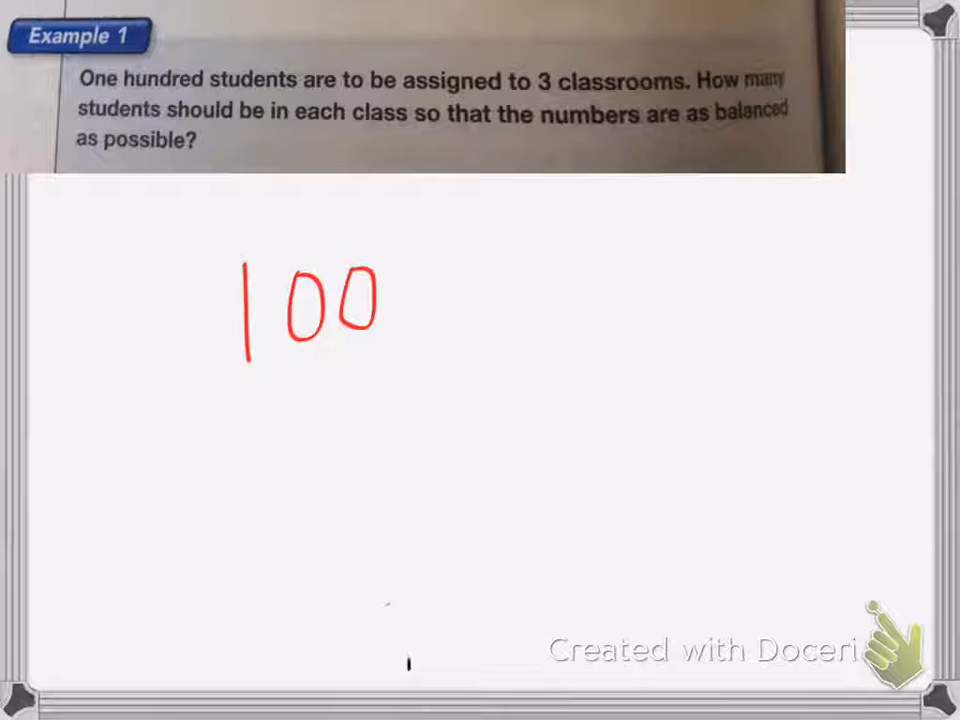 Example 1
One hundred students are to be assigned to 3 classrooms. How many
students should be in each class so that the numbers are as balanced
as possible?
100
Created with Doceri